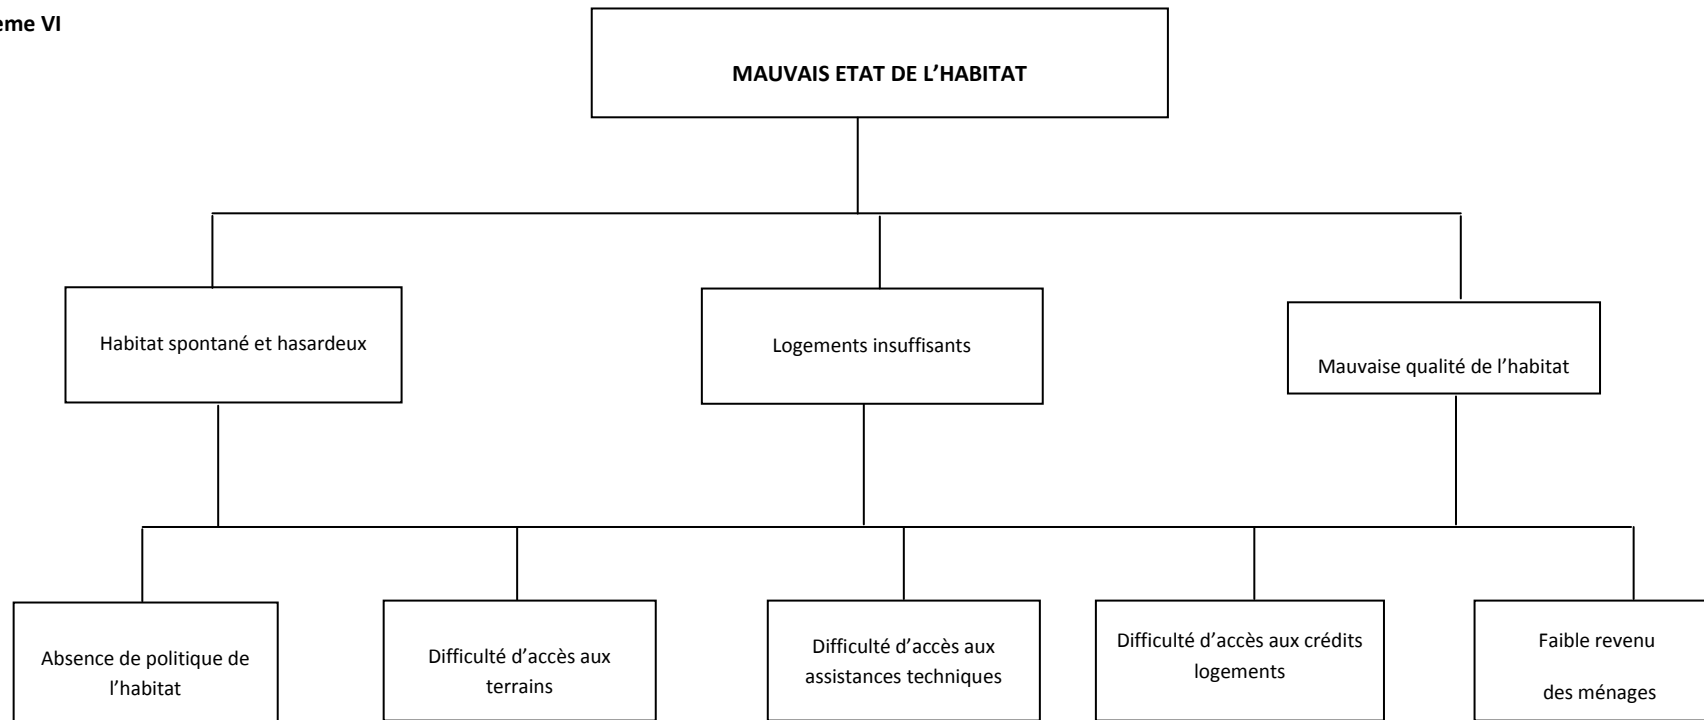 VI
MAUVAIS ETAT DE L’HABITAT
Habitat spontané et hasardeux
Logements insuffisants
Mauvaise qualité de l’habitat
Absence de politique de
l’habitat
Difficulté d’accès aux
terrains
Difficulté d’accès aux
assistances techniques
Difficulté d’accès aux crédits
logements
Faible revenu
des ménages